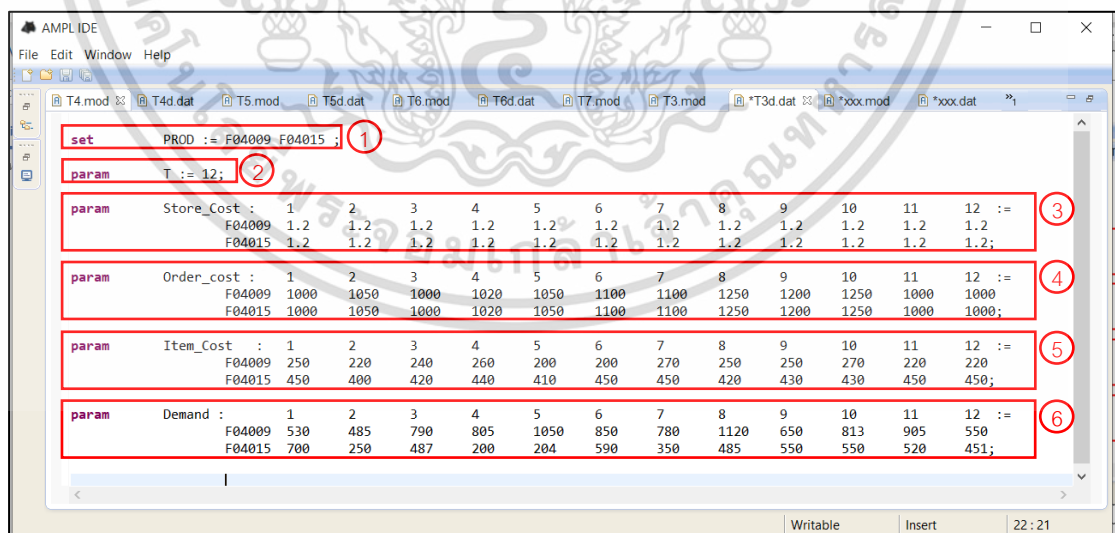 AMPL IDE
File Edit Window Help
T4.mod T4d.dat T5.mod T5d.dat T6.mod T6d.dat T7.mod T3.mod *T3d.dat *xxx.mod *xxx.dat »1
set PROD := F04009 F04015 ; 1
param T := 12; 2
param Store_Cost : 1 2 3 4 5 6 7 8 9 10 11 12 := 3
F04009 1.2 1.2 1.2 1.2 1.2 1.2 1.2 1.2 1.2 1.2 1.2 1.2
F04015 1.2 1.2 1.2 1.2 1.2 1.2 1.2 1.2 1.2 1.2 1.2 1.2;
param Order_cost : 1 2 3 4 5 6 7 8 9 10 11 12 := 4
F04009 1000 1050 1000 1020 1050 1100 1100 1250 1200 1250 1000 1000
F04015 1000 1050 1000 1020 1050 1100 1100 1250 1200 1250 1000 1000;
param Item_Cost : 1 2 3 4 5 6 7 8 9 10 11 12 := 5
F04009 250 220 240 260 200 200 270 250 250 270 220 220
F04015 450 400 420 440 410 450 450 420 430 430 450 450;
param Demand : 1 2 3 4 5 6 7 8 9 10 11 12 := 6
F04009 530 485 790 805 1050 850 780 1120 650 813 905 550
F04015 700 250 487 200 204 590 350 485 550 550 520 451;
Writable Insert 22 : 21